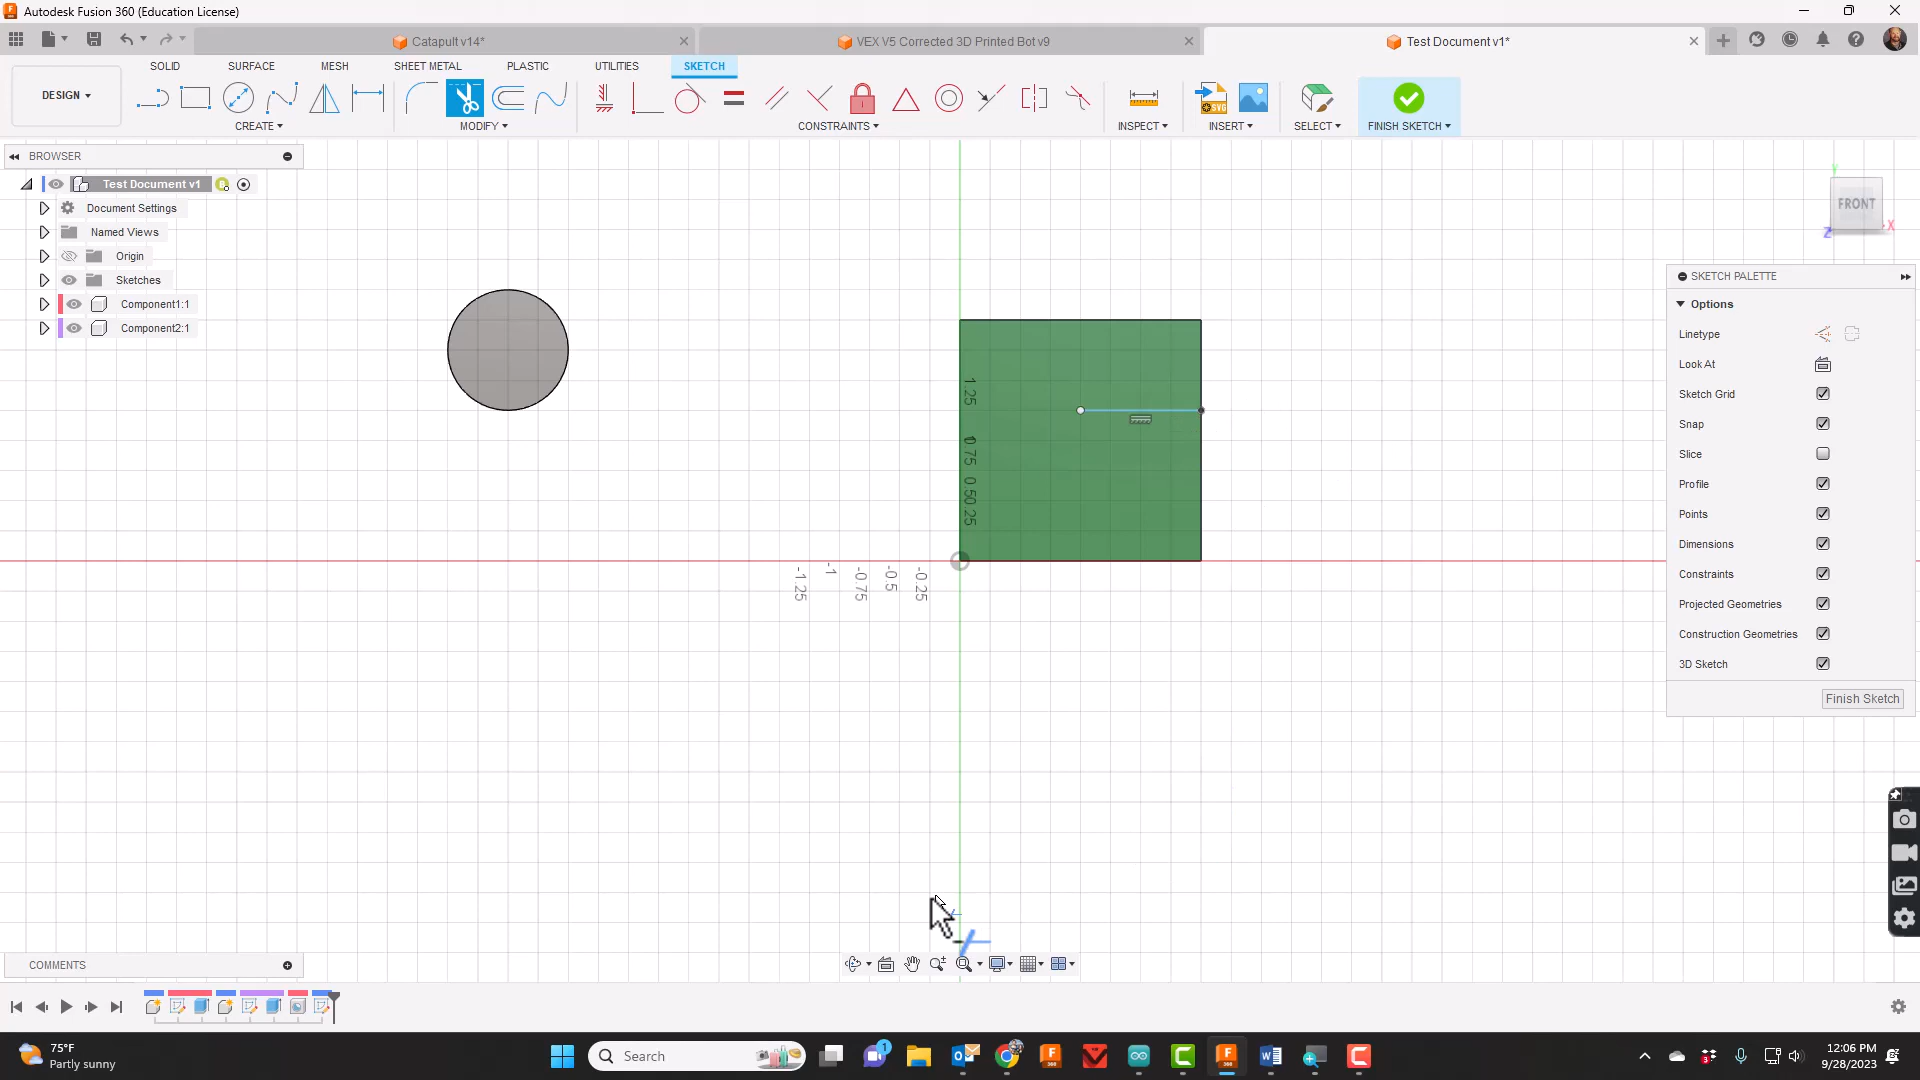 Autodesk Fusion 360 (Education License)
Catapult v14*
VEX V5 Corrected 3D Printed Bot v9
Test Document v1*
DESIGN
SOLID
SURFACE
MESH
SHEET METAL
PLASTIC
UTILITIES
SKETCH
CREATE
MODIFY
CONSTRAINTS
INSPECT
INSERT
SELECT
FINISH SKETCH
SVG
BROWSER
Test Document v1
Document Settings
Named Views
Origin
Sketches
Component1:1
Component2:1
1.25
1
0.75
0.50
0.25
-1.25
-1
-0.75
-0.5
-0.25
Y
FRONT
X
Z
SKETCH PALETTE
Options
Linetype
Look At
Sketch Grid
Snap
Slice
Profile
Points
Dimensions
Constraints
Projected Geometries
Construction Geometries
3D Sketch
Finish Sketch
COMMENTS
75°F
Partly sunny
Search
12:06 PM
9/28/2023